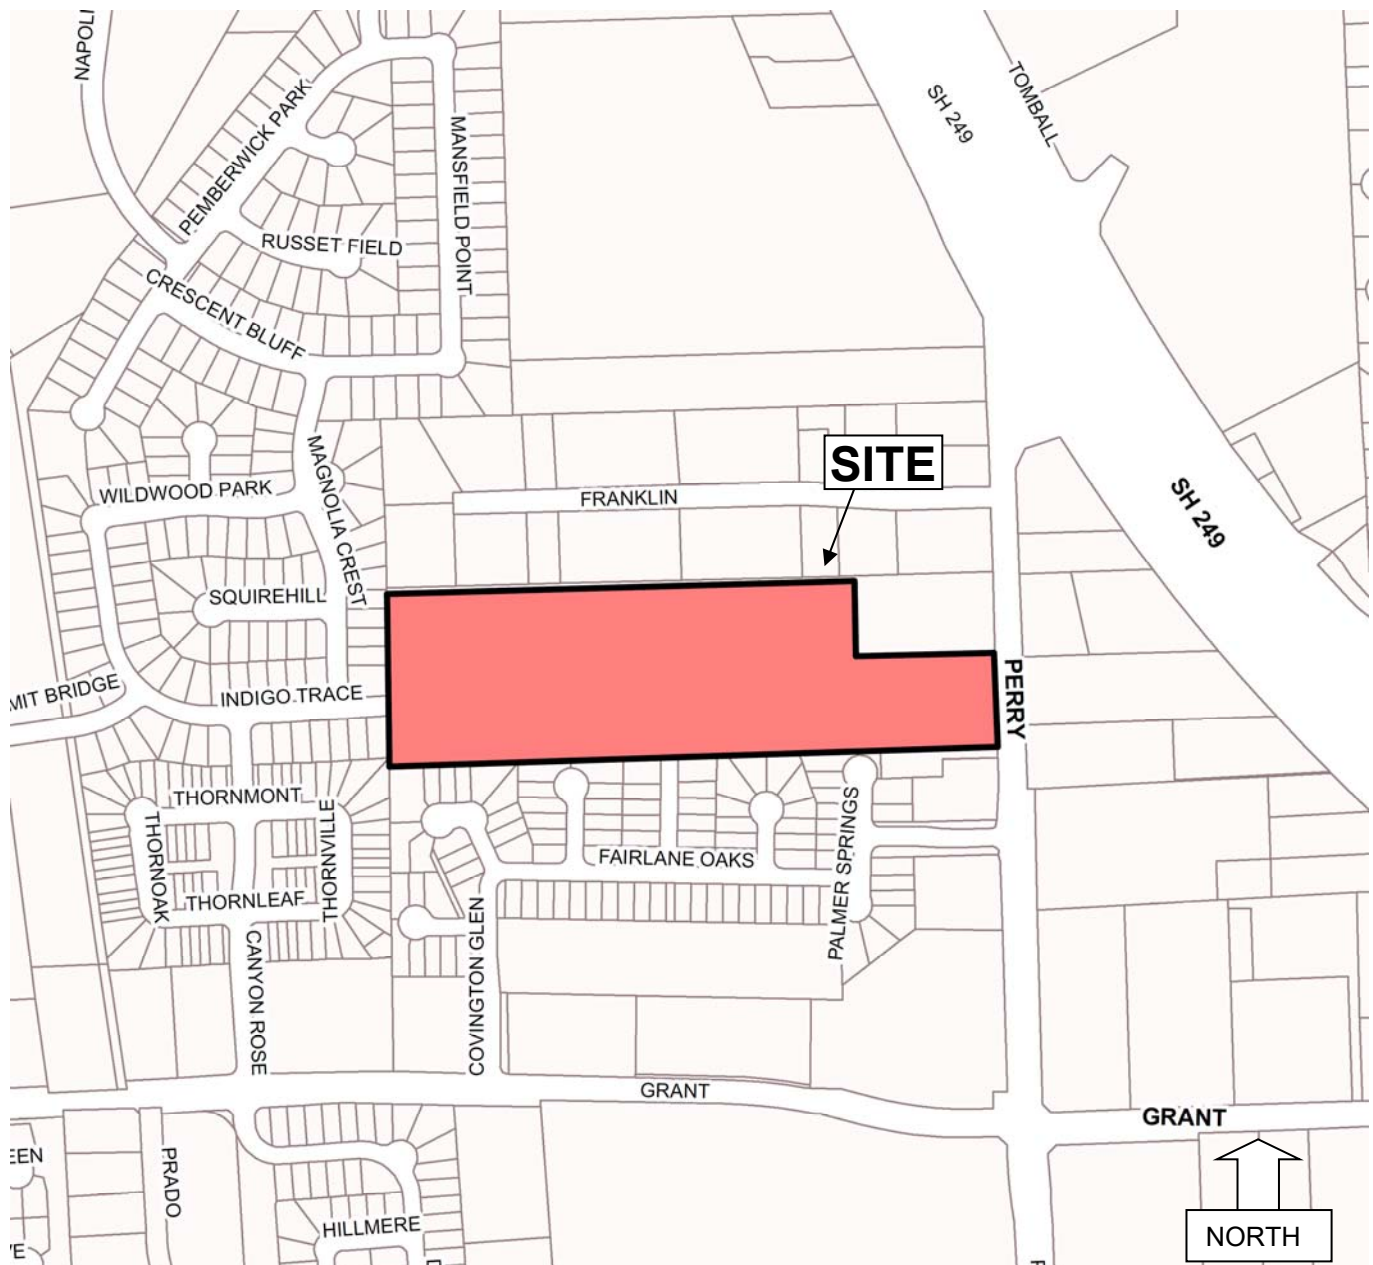 NAPOLI
PEMBERWICK PARK
MANSFIELD POINT
SH 249
TOMBALL
RUSSET FIELD
CRESCENT BLUFF
MAGNOLIA CREST
SITE
WILDWOOD PARK
FRANKLIN
SH 249
SQUIREHILL
MIT BRIDGE
INDIGO TRACE
PERRY
THORNMONT
THORNOAK
THORNVILLE
THORNLEAF
FAIRLANE OAKS
PALMER SPRINGS
CANYON ROSE
COVINGTON GLEN
GRANT
GRANT
EEN
PRADO
HILLMERE
NORTH